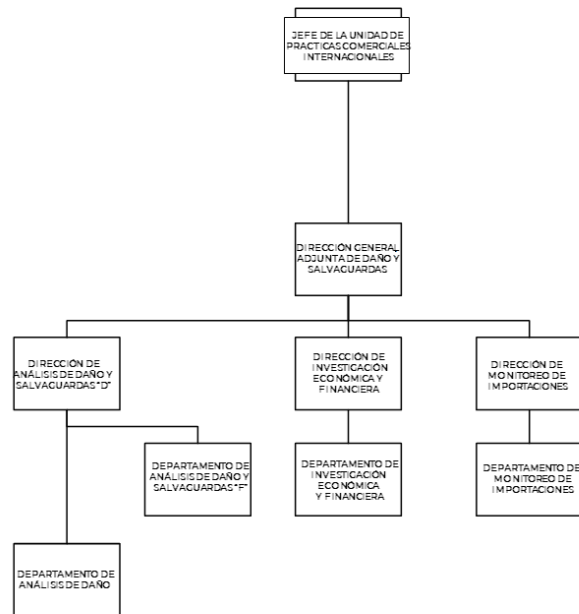 JEFE DE LA UNIDAD DE
PRACTICAS COMERCIALES
INTERNACIONALES
DIRECCIÓN GENERAL
ADJUNTA DE DAÑO Y
SALVAGUARDAS
DIRECCIÓN DE
ANÁLISIS DE DAÑO Y
SALVAGUARDAS "D"
DIRECCIÓN DE
INVESTIGACIÓN
ECONÓMICA Y
FINANCIERA
DIRECCIÓN DE
MONITOREO DE
IMPORTACIONES
DEPARTAMENTO DE
ANÁLISIS DE DAÑO Y
SALVAGUARDAS "F"
DEPARTAMENTO DE
INVESTIGACIÓN
ECONÓMICA
Y FINANCIERA
DEPARTAMENTO DE
MONITOREO DE
IMPORTACIONES
DEPARTAMENTO DE
ANÁLISIS DE DAÑO